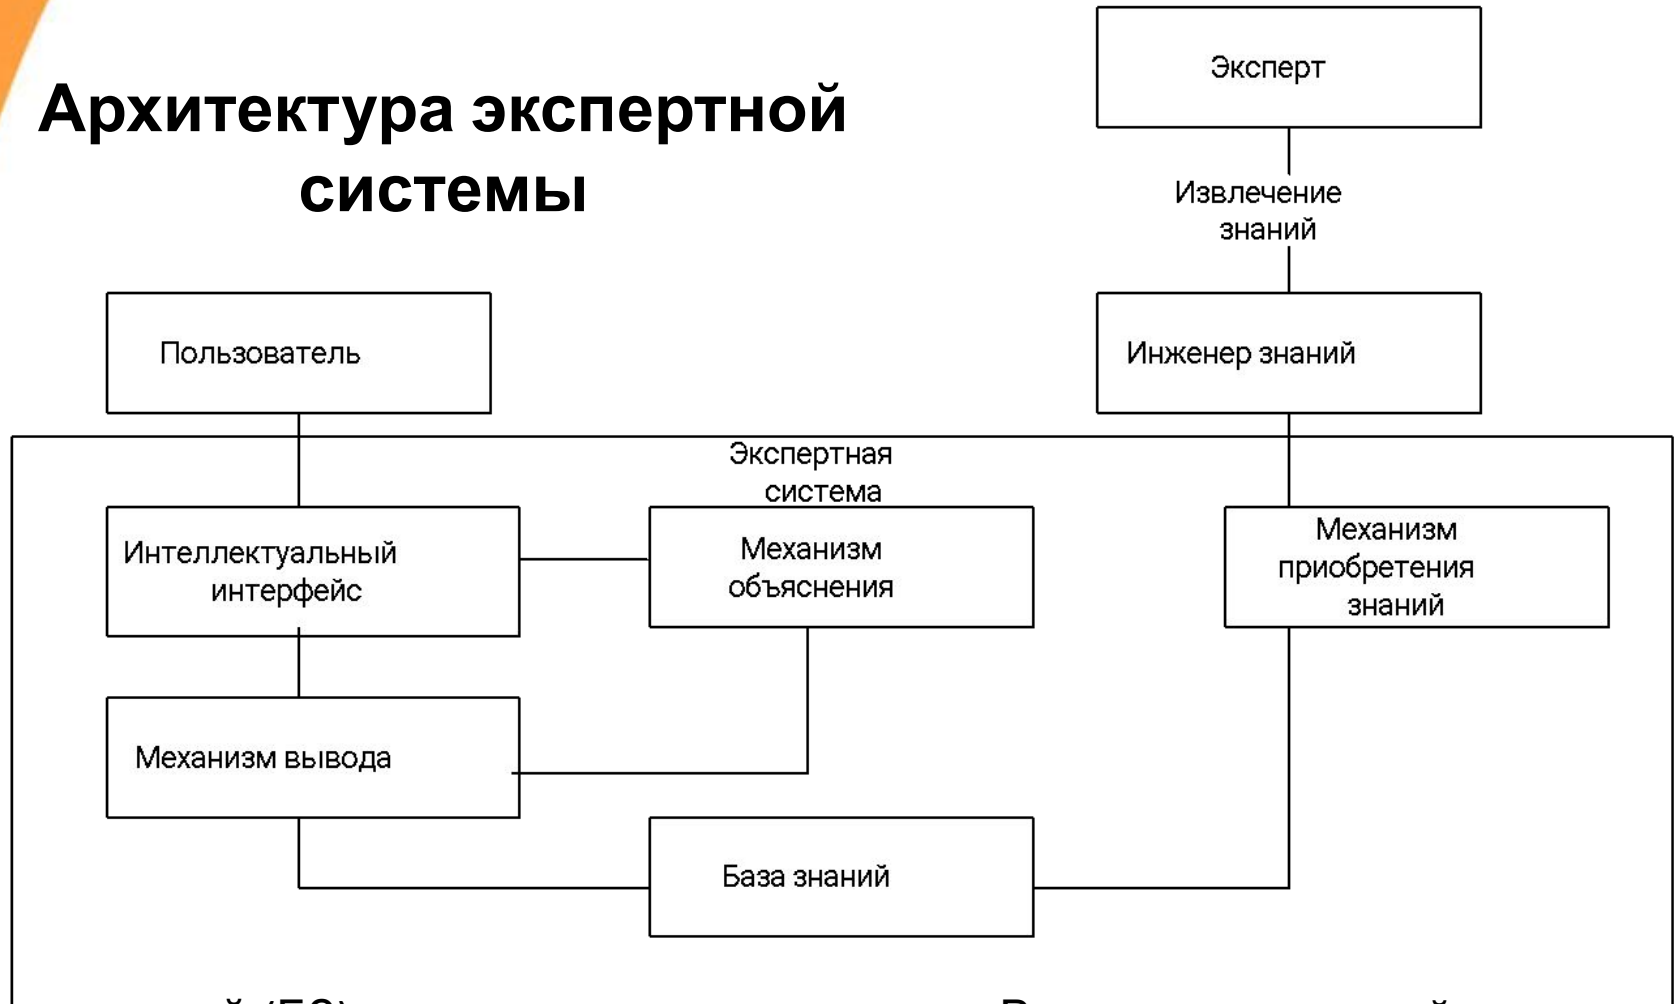 Архитектура экспертной
системы
Эксперт
Извлечение
знаний
Пользователь
Инженер знаний
Экспертная
система
Интеллектуальный
интерфейс
Механизм
объяснения
Механизм
приобретения
знаний
Механизм вывода
База знаний